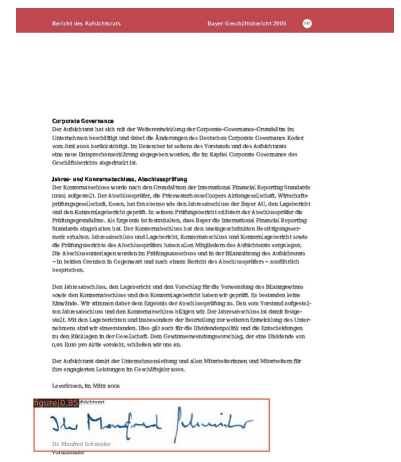 Bericht des Aufsichtsrats
Bayer Geschäftsbericht 2005
Corporate Governance
Der Aufsichtsrat hat sich mit der Weiterentwicklung der Corporate-Governance-Grundsätze im
Unternehmen beschäftigt und dabei die Änderungen des Deutschen Corporate Governance Kodex
vom Juni 2005 berücksichtigt. Im Dezember ist seitens des Vorstands und des Aufsichtsrats
eine neue Entsprechenserklärung abgegeben worden, die im Kapitel Corporate Governance des
Geschäftsberichts abgedruckt ist.
Jahres- und Konzernabschluss, Abschlussprüfung
Der Konzernabschluss wurde nach den Grundsätzen der International Financial Reporting Standards
(IFRS) aufgestellt. Der Abschlussprüfer, die PricewaterhouseCoopers Aktiengesellschaft, Wirtschafts-
prüfungsgesellschaft, Essen, hat ihn ebenso wie den Jahresabschluss der Bayer AG, den Lagebericht
und den Konzernlagebericht geprüft. In seinem Prüfungsbericht erläutert der Abschlussprüfer die
Prüfungsgrundsätze. Als Ergebnis ist festzuhalten, dass Bayer die International Financial Reporting
Standards eingehalten hat. Der Konzernabschluss hat den uneingeschränkten Bestätigungsver-
merk erhalten. Jahresabschluss und Lagebericht, Konzernabschluss und Konzernlagebericht sowie
die Prüfungsberichte des Abschlussprüfers haben allen Mitgliedern des Aufsichtsrats vorgelegen.
Die Abschlussunterlagen wurden im Prüfungsausschuss und in der Bilanzsitzung des Aufsichtsrats
– in beiden Gremien in Gegenwart und nach einem Bericht des Abschlussprüfers – ausführlich
besprochen.
Den Jahresabschluss, den Lagebericht und den Vorschlag für die Verwendung des Bilanzgewinns
sowie den Konzernabschluss und den Konzernlagebericht haben wir geprüft. Es bestanden keine
Einwände. Wir stimmen daher dem Ergebnis der Abschlussprüfung zu. Den vom Vorstand aufgestell-
ten Jahresabschluss und den Konzernabschluss billigen wir. Der Jahresabschluss ist damit festge-
stellt. Mit den Lageberichten und insbesondere der Beurteilung zur weiteren Entwicklung des Unter-
nehmens sind wir einverstanden. Dies gilt auch für die Dividendenpolitik und die Entscheidungen
zu den Rücklagen in der Gesellschaft. Dem Gewinnverwendungsvorschlag, der eine Dividende von
0,95 Euro pro Aktie vorsieht, schließen wir uns an.
Der Aufsichtsrat dankt der Unternehmensleitung und allen Mitarbeiterinnen und Mitarbeitern für
ihre engagierten Leistungen im Geschäftsjahr 2005.
Leverkusen, im März 2006
figure|0.85
Aufsichtsrat
Dr. Manfred Schneider
Dr. Manfred Schneider
Vorsitzender